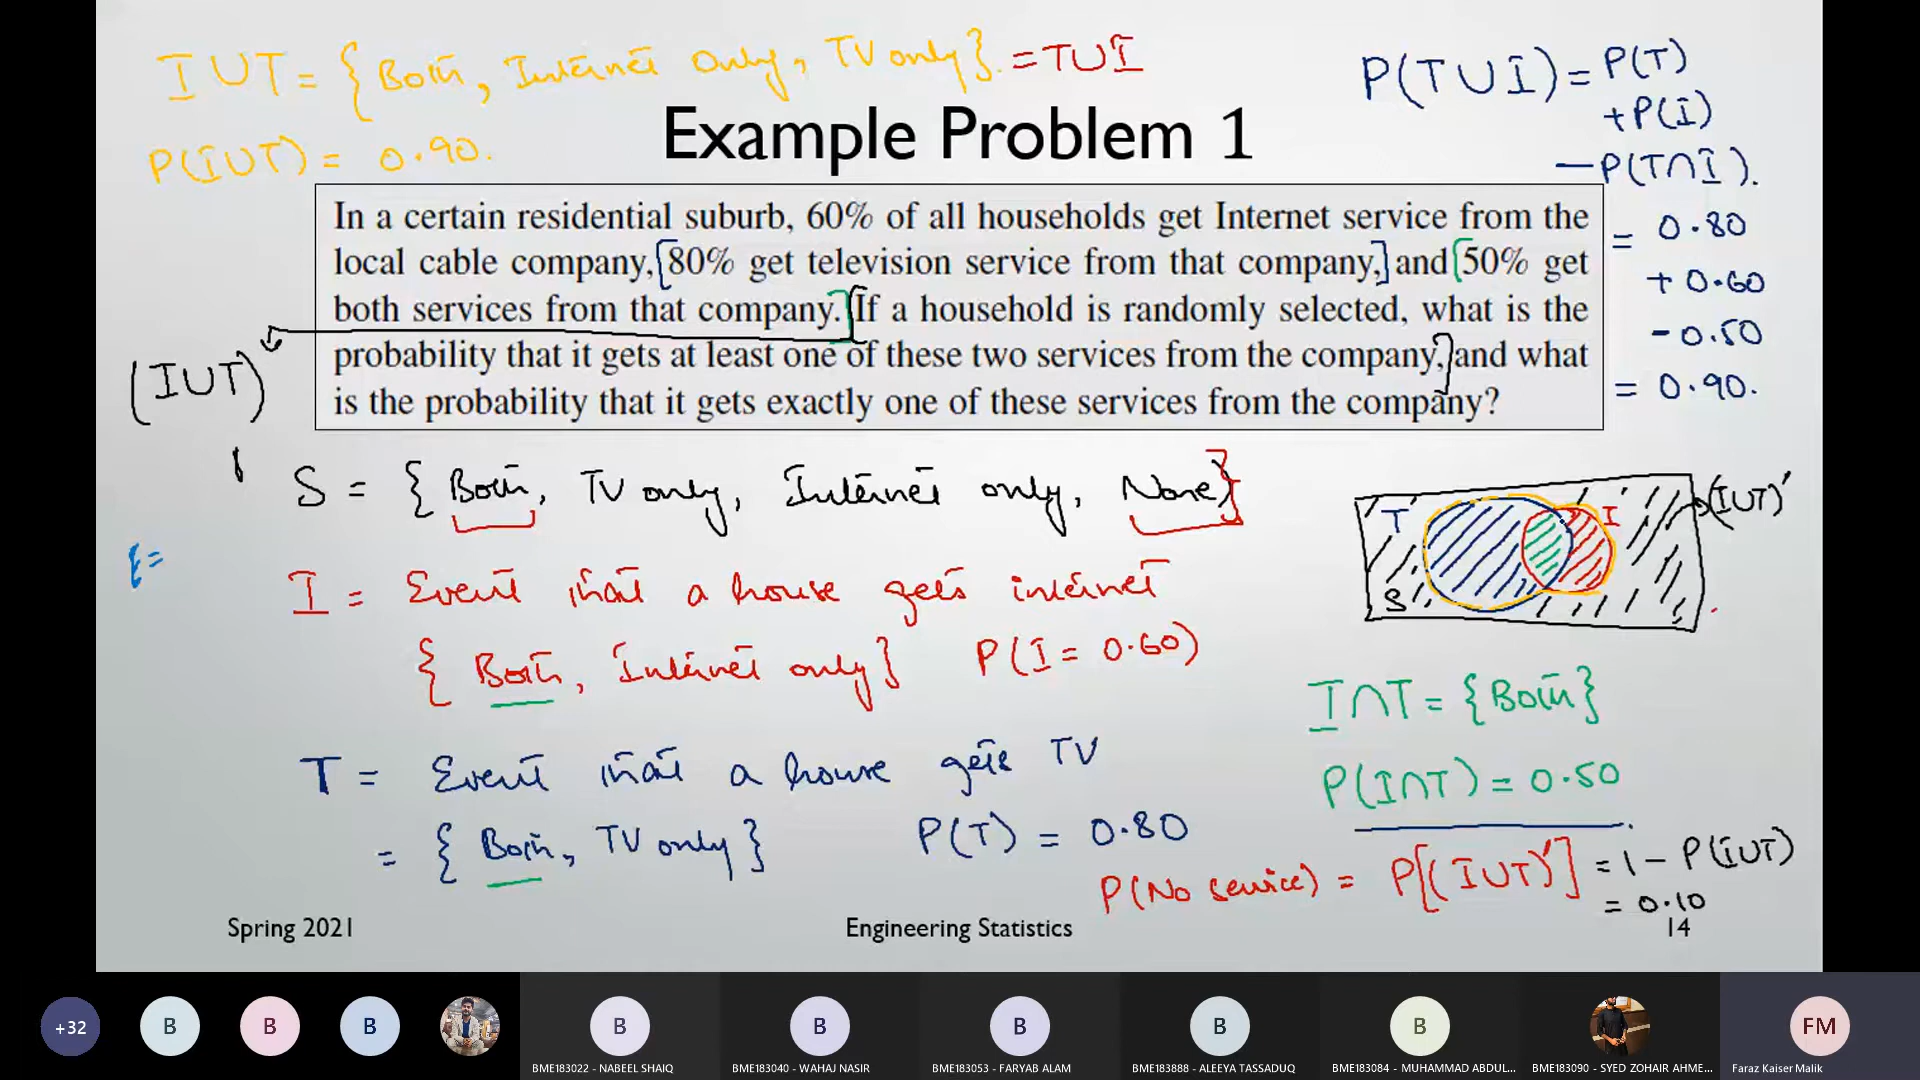 I∪T = {Both, Internet Only, TV only}. = T∪I
P(I∪T) = 0.90.
Example Problem 1
P(T∪I) = P(T)
+ P(I)
− P(T∩I).
= 0.80
+ 0.60
- 0.50
= 0.90.
In a certain residential suburb, 60% of all households get Internet service from the
local cable company, [80% get television service from that company,] and [50% get
both services from that company.] [If a household is randomly selected, what is the
probability that it gets at least one of these two services from the company,] and what
is the probability that it gets exactly one of these services from the company?
(I∪T)
S = { Both, TV only, Internet only, None}
E=
I = Event that a house gets internet
{ Both, Internet only} P(I = 0.60)
T = Event that a house gets TV
= { Both, TV only} P(T) = 0.80
T I (I∪T)'
S
I∩T = {Both}
P(I∩T) = 0.50
P(No service) = P[(I∪T)'] = 1 - P(I∪T)
= 0.10
Spring 2021 Engineering Statistics 14
+32 B B B B B B B B FM
BME183022 - NABEEL SHAIQ BME183040 - WAHAJ NASIR BME183053 - FARYAB ALAM BME183888 - ALEEYA TASSADUQ BME183084 - MUHAMMAD ABDUL... BME183090 - SYED ZOHAIR AHME... Faraz Kaiser Malik